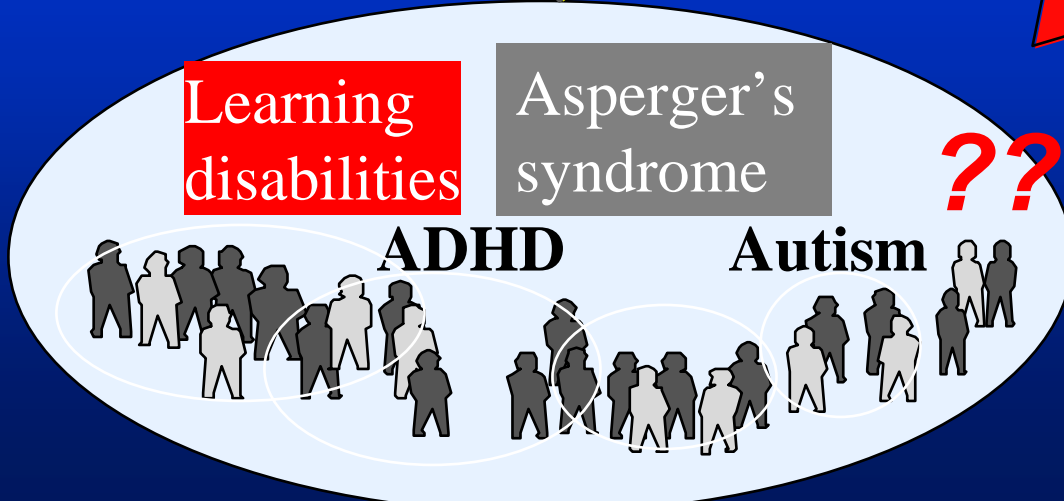 Learning
disabilities
Asperger’s
syndrome
??
ADHD
Autism